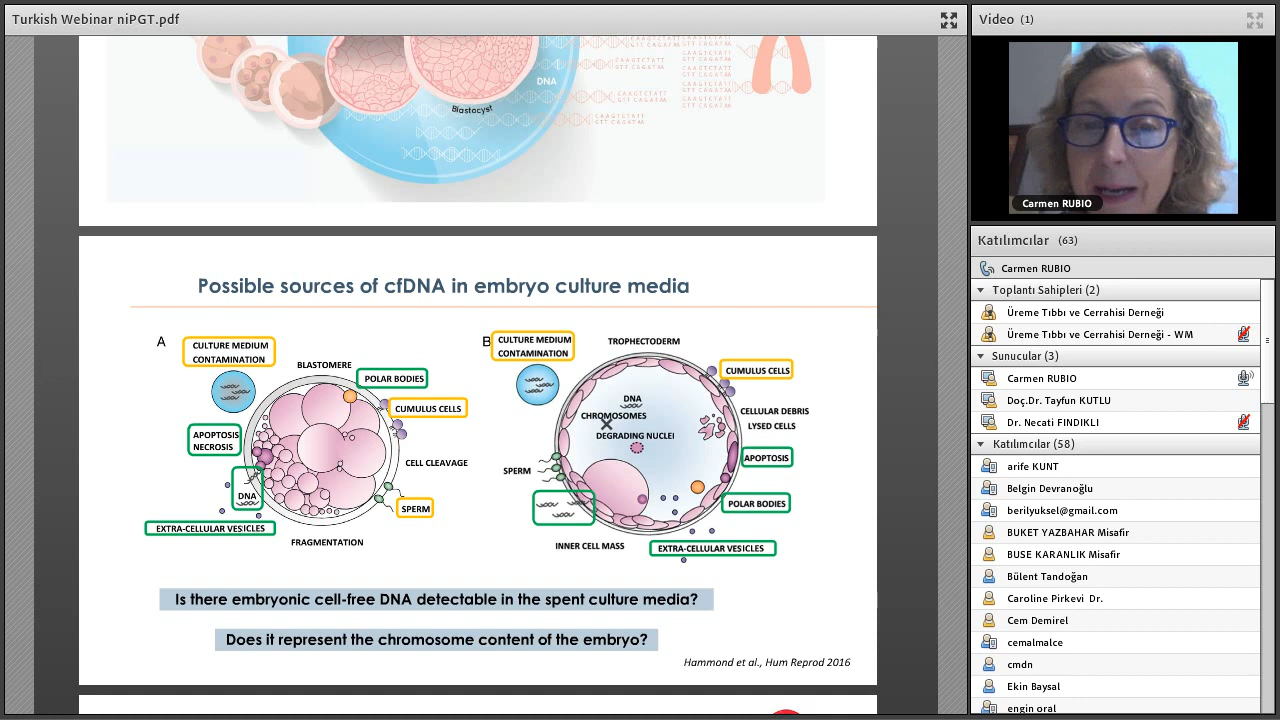 Turkish Webinar niPGT.pdf
DNA
Blastocyst
CAAGTCTATT
GTT CAGATAA
Possible sources of cfDNA in embryo culture media
A
CULTURE MEDIUM
CONTAMINATION
BLASTOMERE
POLAR BODIES
CUMULUS CELLS
APOPTOSIS
NECROSIS
CELL CLEAVAGE
DNA
SPERM
EXTRA-CELLULAR VESICLES
FRAGMENTATION
B
CULTURE MEDIUM
CONTAMINATION
TROPHECTODERM
CUMULUS CELLS
DNA
CHROMOSOMES
CELLULAR DEBRIS
LYSED CELLS
DEGRADING NUCLEI
APOPTOSIS
SPERM
POLAR BODIES
INNER CELL MASS
EXTRA-CELLULAR VESICLES
Is there embryonic cell-free DNA detectable in the spent culture media?
Does it represent the chromosome content of the embryo?
Hammond et al., Hum Reprod 2016
Video (1)
Carmen RUBIO
Katılımcılar (63)
Carmen RUBIO
Toplantı Sahipleri (2)
Üreme Tıbbı ve Cerrahisi Derneği
Üreme Tıbbı ve Cerrahisi Derneği - WM
Sunucular (3)
Carmen RUBIO
Doç.Dr. Tayfun KUTLU
Dr. Necati FINDIKLI
Katılımcılar (58)
arife KUNT
Belgin Devranoğlu
berilyuksel@gmail.com
BUKET YAZBAHAR Misafir
BUSE KARANLIK Misafir
Bülent Tandoğan
Caroline Pirkevi Dr.
Cem Demirel
cemalmalce
cmdn
Ekin Baysal
engin oral